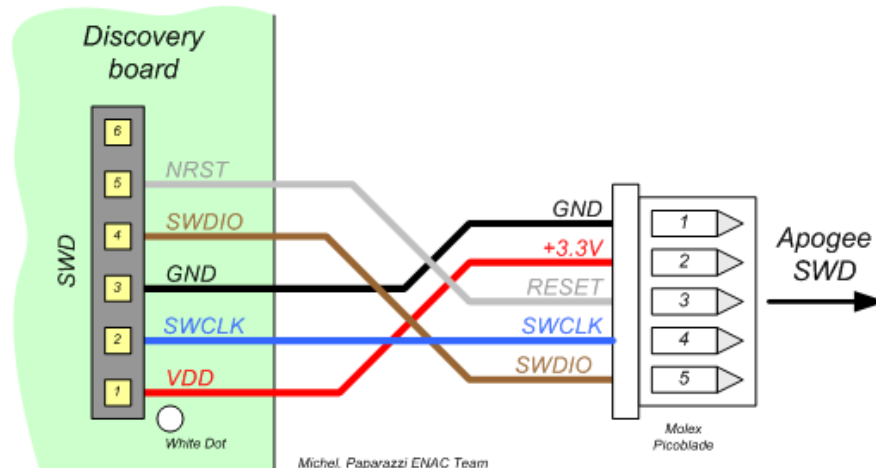 Discovery
board
SWD
6
5
4
3
2
1
NRST
SWDIO
GND
SWCLK
VDD
White Dot
GND
+3.3V
RESET
SWCLK
SWDIO
1
2
3
4
5
Molex
Picoblade
Apogee
SWD
Michel, Paparazzi ENAC Team